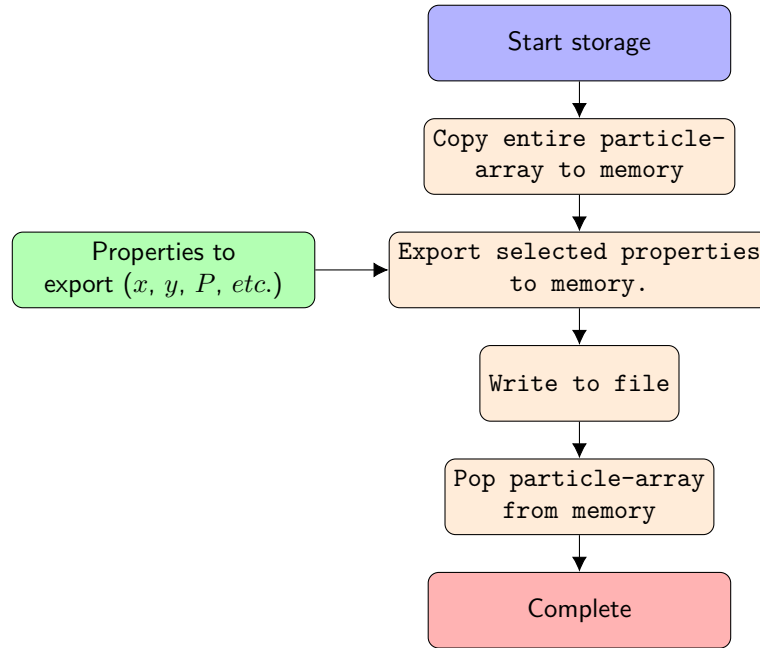 Start storage
Copy entire particle-
array to memory
Properties to
export (x, y, P, etc.)
Export selected properties
to memory.
Write to file
Pop particle-array
from memory
Complete